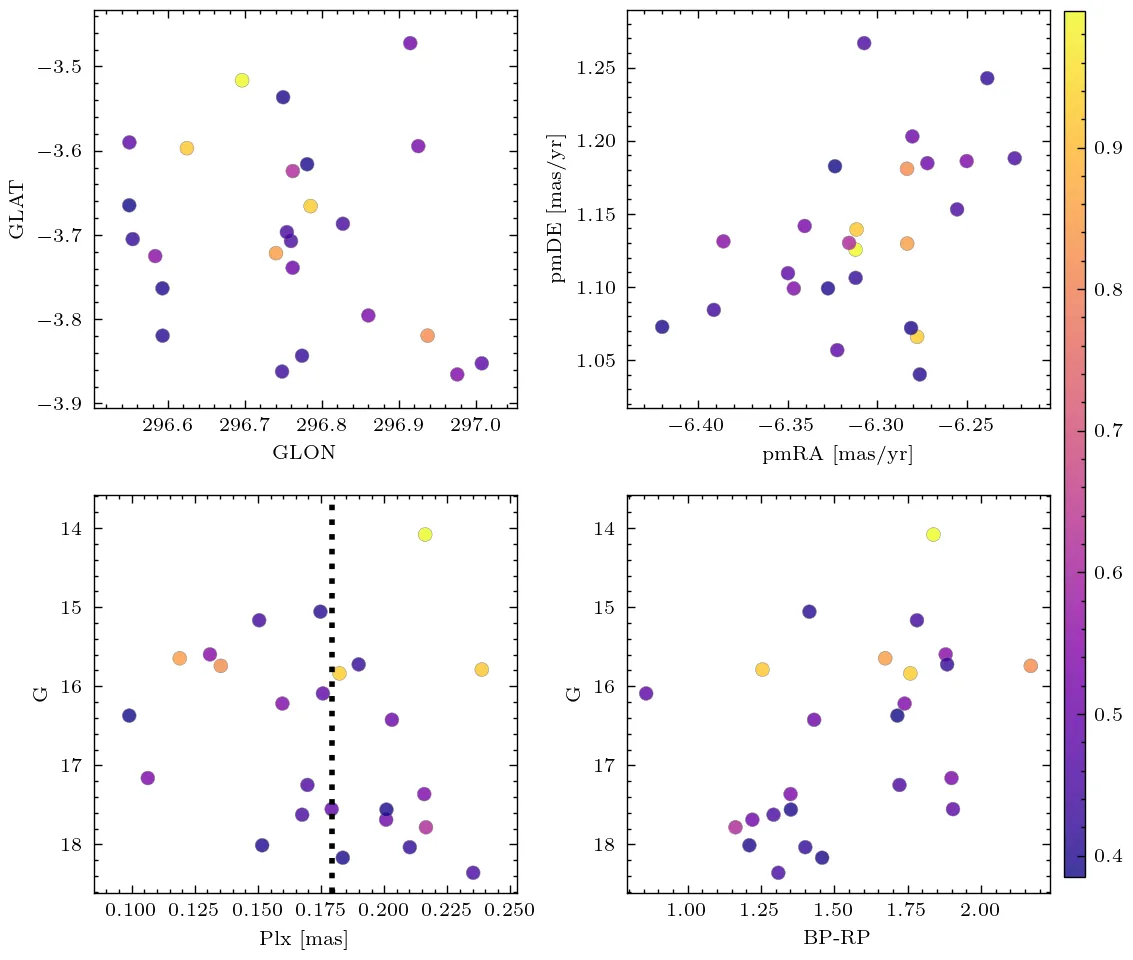 −3.5
−3.6
−3.7
−3.8
−3.9
GLAT
296.6 296.7 296.8 296.9 297.0
GLON
1.25
1.20
1.15
1.10
1.05
pmDE [mas/yr]
−6.40 −6.35 −6.30 −6.25
pmRA [mas/yr]
14
15
16
17
18
G
0.100 0.125 0.150 0.175 0.200 0.225 0.250
Plx [mas]
14
15
16
17
18
G
1.00 1.25 1.50 1.75 2.00
BP-RP
0.9
0.8
0.7
0.6
0.5
0.4